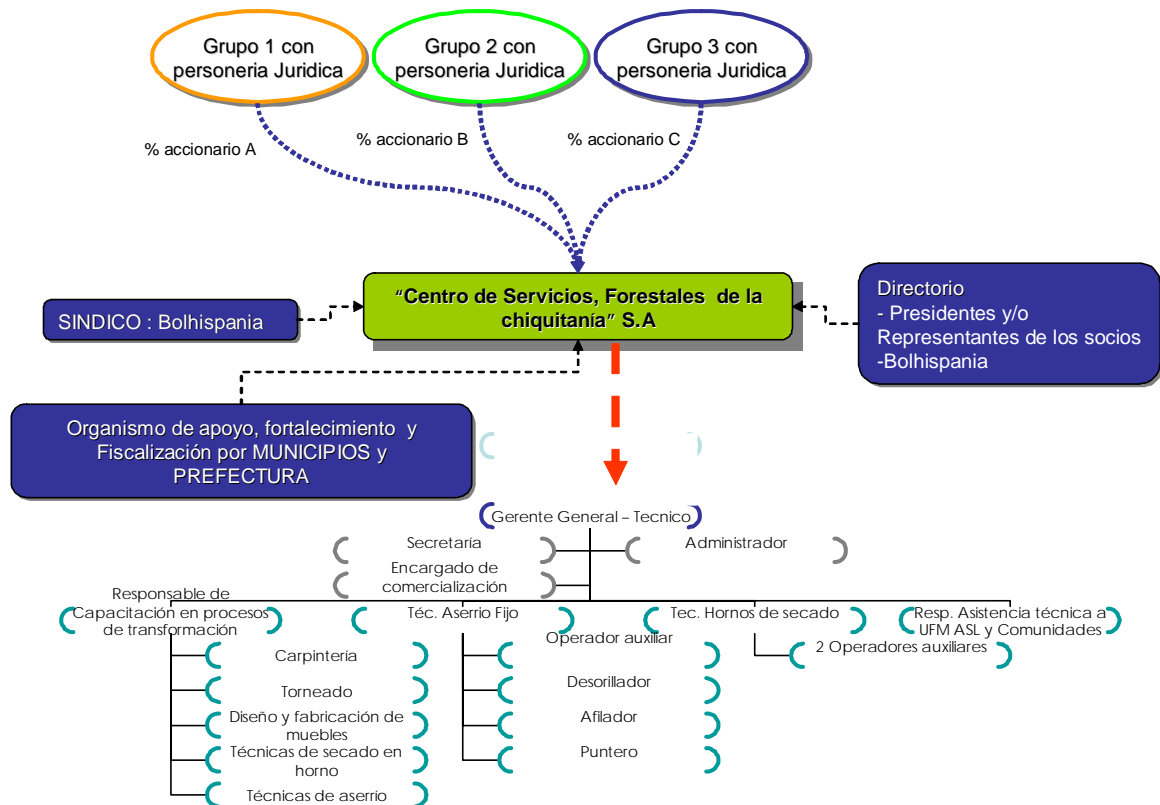 Grupo 1 con
personeria Juridica
Grupo 2 con
personeria Juridica
Grupo 3 con
personeria Juridica
% accionario A
% accionario B
% accionario C
“Centro de Servicios, Forestales de la
chiquitanía” S.A
SINDICO : Bolhispania
Directorio
- Presidentes y/o
Representantes de los socios
-Bolhispania
Organismo de apoyo, fortalecimiento y
Fiscalización por MUNICIPIOS y
PREFECTURA
Gerente General – Tecnico
Secretaría
Administrador
Encargado de
comercialización
Responsable de
Capacitación en procesos
de transformación
Téc. Aserrio Fijo
Tec. Hornos de secado
Resp. Asistencia técnica a
UFM ASL y Comunidades
Carpintería
Torneado
Diseño y fabricación de
muebles
Técnicas de secado en
horno
Técnicas de aserrío
Operador auxiliar
Desorillador
Afilador
Puntero
2 Operadores auxiliares